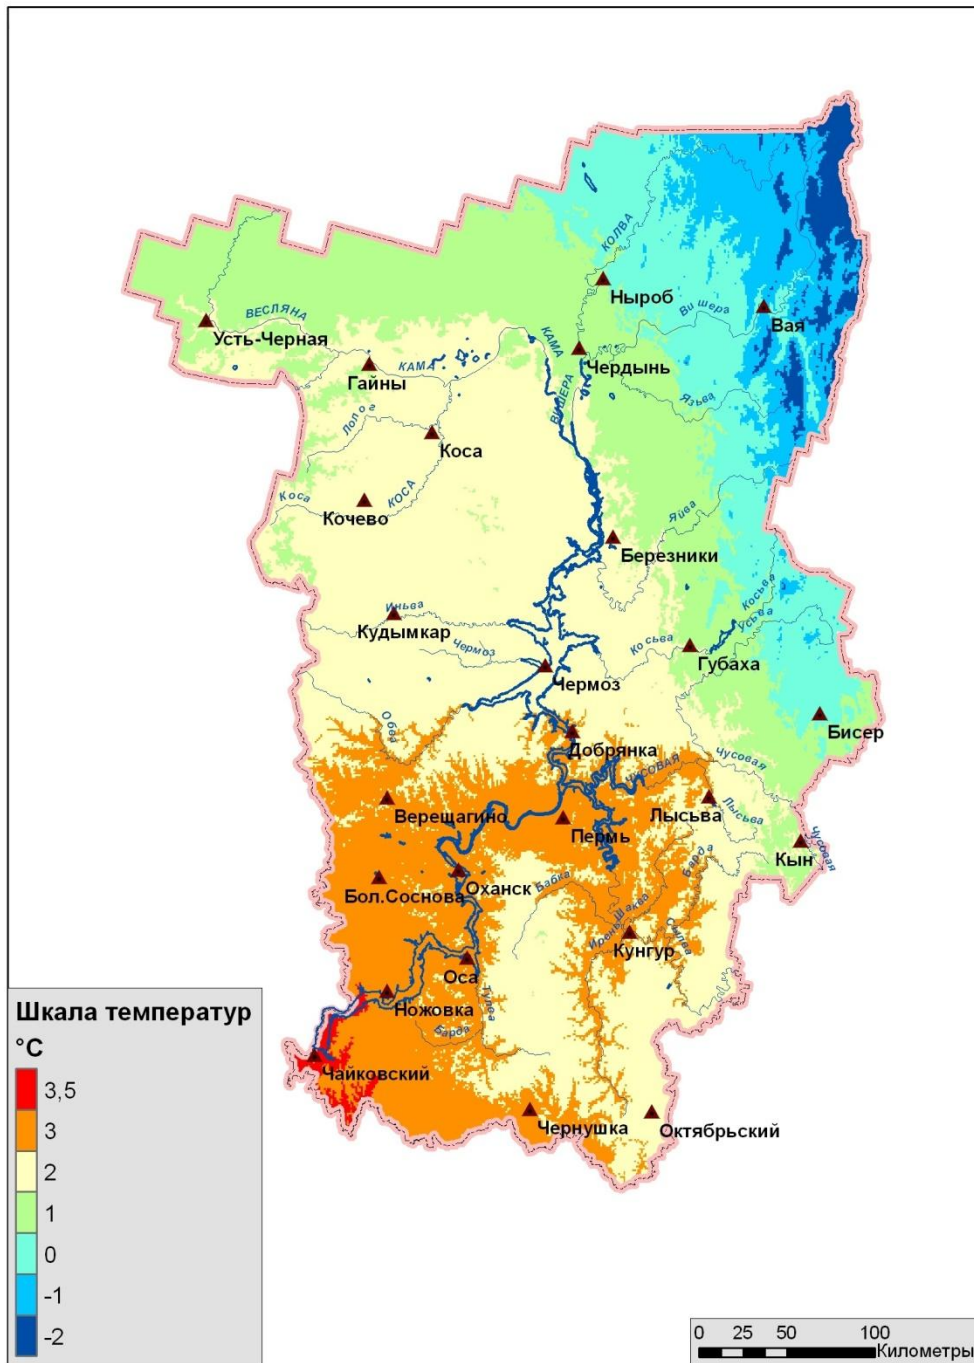 КОЛВА
Ныроб
Вишера
Вая
ВЕСЛЯНА
Усть-Черная
КАМА
Чердынь
Гайны
КАМА
ВИШЕРА
Язьва
Лопог
Коса
Коса
КОСА
Кочево
Яйва
Березники
Иньва
Кудымкар
Чермоз
Косьва
Косьва
Усьва
Губаха
Чермоз
Обва
Бисер
Добрянка
Чусовая
ЧУСОВАЯ
Верещагино
Лысьва
Лысьва
Пермь
Чусовая
Кын
Оханск
Бол.Соснова
Бабка
Барда
Шаква
Ирень
Кунгур
Сылва
Оса
Тулва
Ножовка
Барда
Чайковский
Чернушка
Октябрьский
Шкала температур
°C
3,5
3
2
1
0
-1
-2
0 25 50 100
Километры